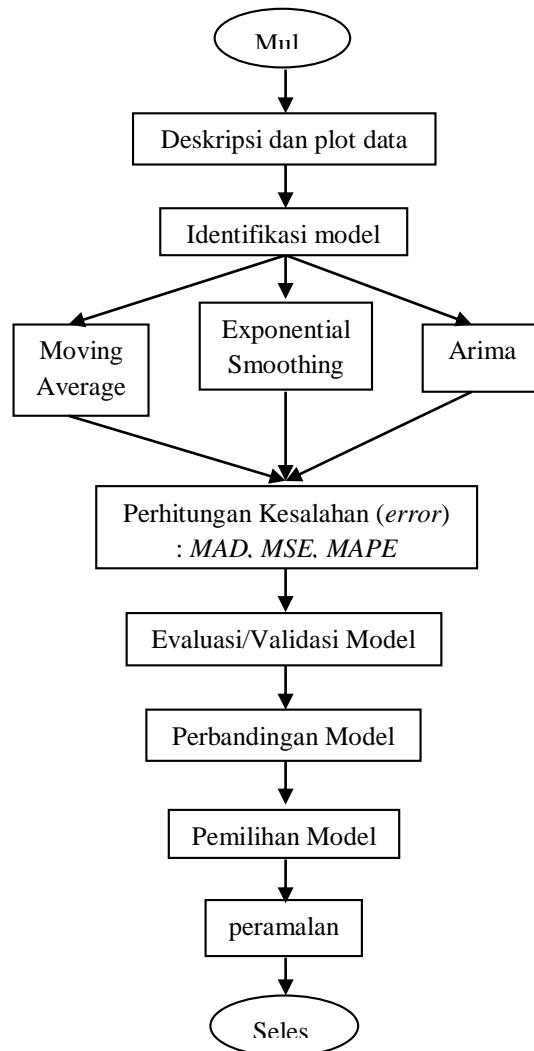 Mul
Deskripsi dan plot data
Identifikasi model
Moving
Average
Exponential
Smoothing
Arima
Perhitungan Kesalahan (error)
: MAD, MSE, MAPE
Evaluasi/Validasi Model
Perbandingan Model
Pemilihan Model
peramalan
Seles